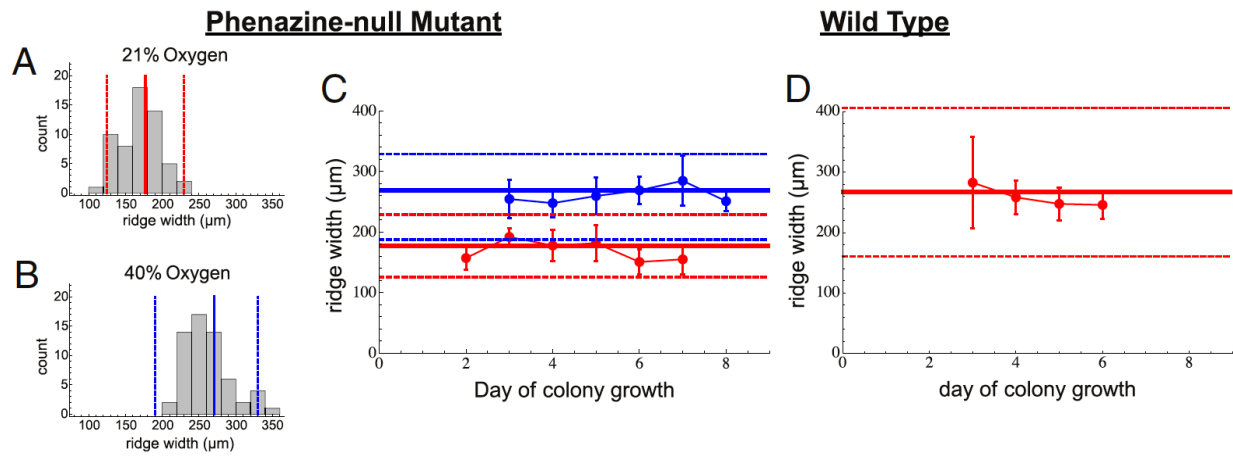 Phenazine-null Mutant
Wild Type
A
21% Oxygen
20
15
10
5
0
count
100 150 200 250 300 350
ridge width (µm)
B
40% Oxygen
20
15
10
5
0
count
100 150 200 250 300 350
ridge width (µm)
C
400
300
200
100
0
ridge width (µm)
0 2 4 6 8
Day of colony growth
D
400
300
200
100
0
ridge width (µm)
0 2 4 6 8
day of colony growth